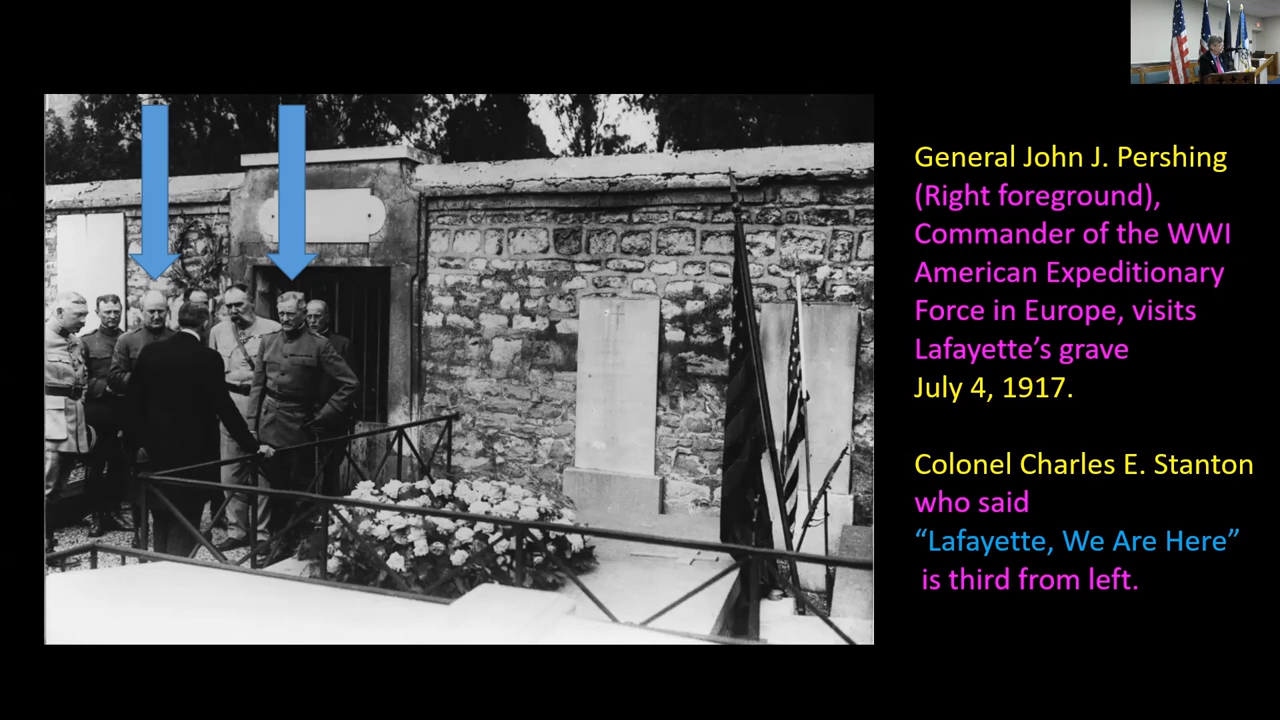 General John J. Pershing
(Right foreground),
Commander of the WWI
American Expeditionary
Force in Europe, visits
Lafayette’s grave
July 4, 1917.
Colonel Charles E. Stanton
who said
“Lafayette, We Are Here”
is third from left.